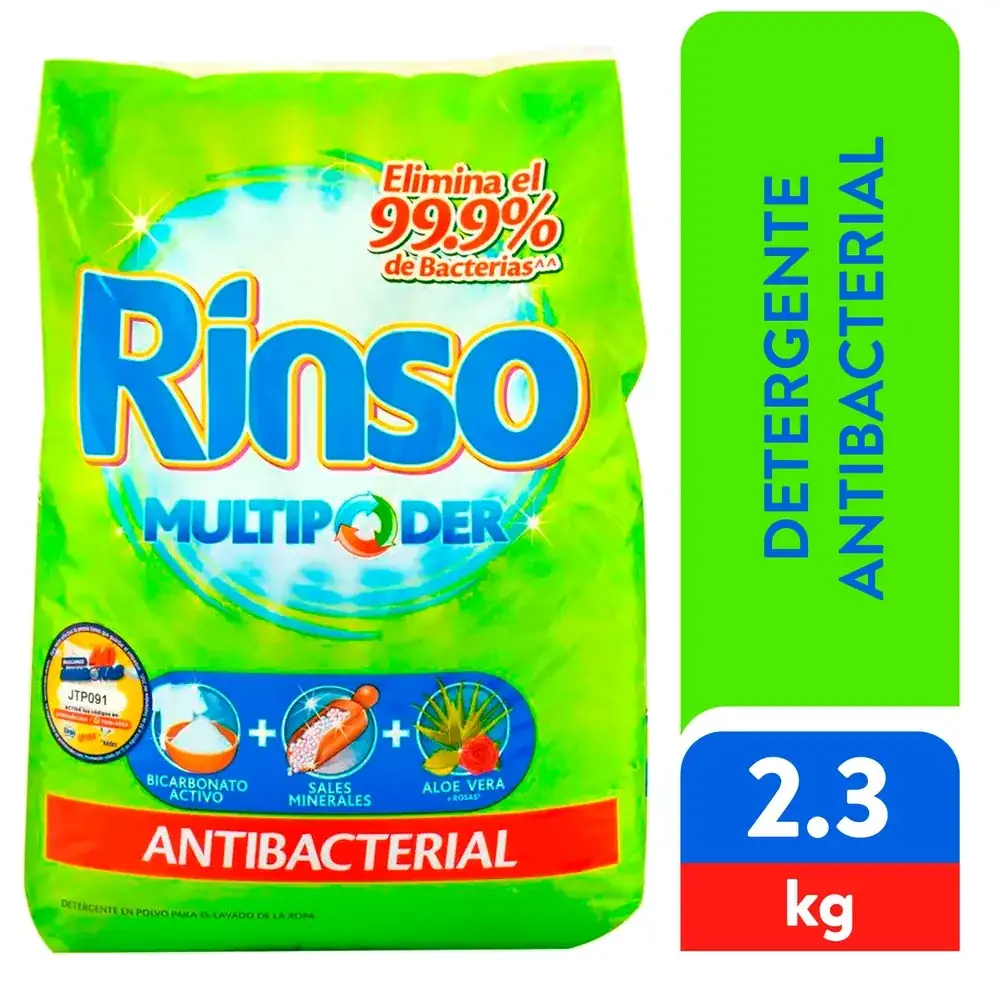 Elimina el
99.9%
de Bacterias^^
Rinso
MULTIPODER
JTP091
BICARBONATO
ACTIVO
+
SALES
MINERALES
+
ALOE VERA
ANTIBACTERIAL
DETERGENTE EN POLVO PARA EL LAVADO DE LA ROPA
DETERGENTE
ANTIBACTERIAL
2.3
kg